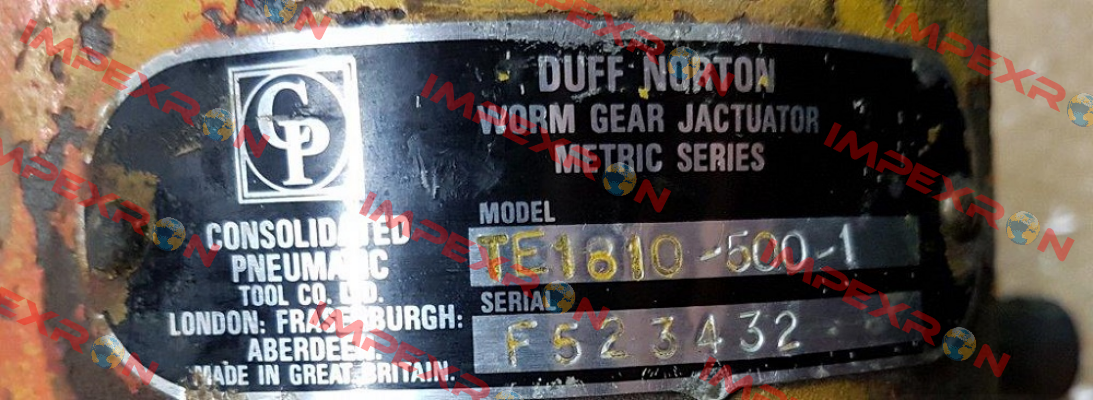 CP
DUFF NORTON
WORM GEAR JACTUATOR
METRIC SERIES
MODEL
TE1810-500-1
SERIAL
F523432
CONSOLIDATED
PNEUMATIC
TOOL CO. LTD.
LONDON: FRASERBURGH:
ABERDEEN.
MADE IN GREAT BRITAIN.
IMPEXRON